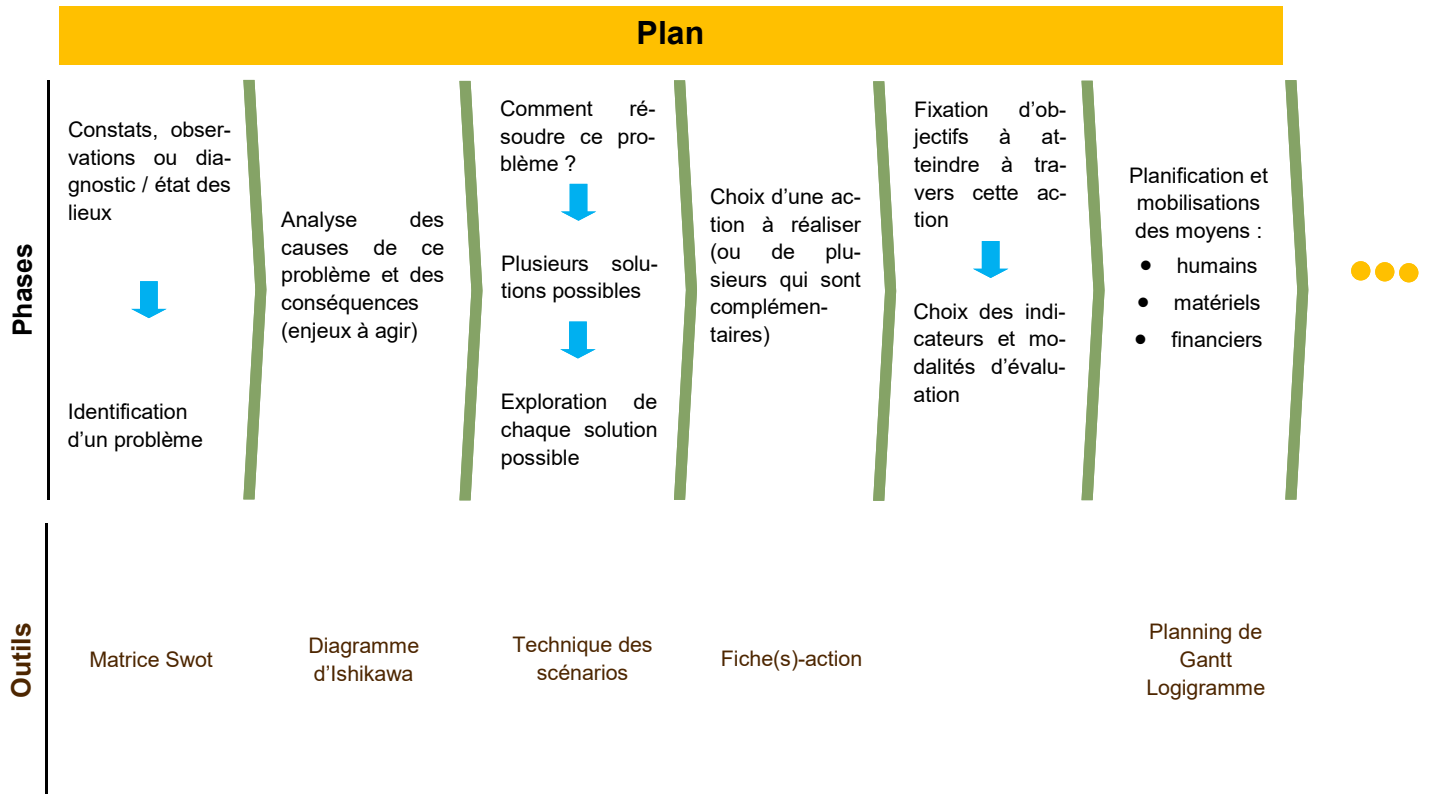 Plan
Phases
Constats, obser-
vations ou dia-
gnostic / état des
lieux
Identification
d'un problème
Analyse des
causes de ce
problème et des
conséquences
(enjeux à agir)
Comment ré-
soudre ce pro-
blème ?
Plusieurs solu-
tions possibles
Exploration de
chaque solution
possible
Choix d'une ac-
tion à réaliser
(ou de plu-
sieurs qui sont
complémen-
taires)
Fixation d'ob-
jectifs à at-
teindre à tra-
vers cette ac-
tion
Choix des indi-
cateurs et mo-
dalités d'évalu-
ation
Planification et
mobilisations
des moyens :
● humains
● matériels
● financiers
Outils
Matrice Swot
Diagramme
d'Ishikawa
Technique des
scénarios
Fiche(s)-action
Planning de
Gantt
Logigramme